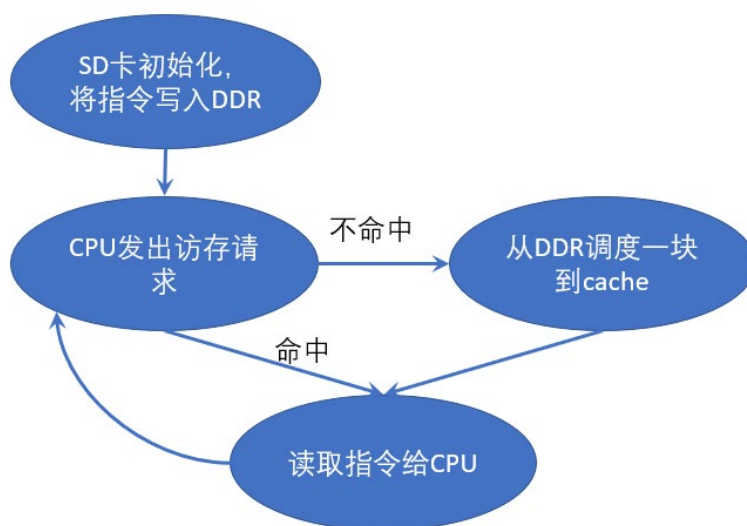 SD卡初始化，
将指令写入DDR
CPU发出访存请
求
不命中
从DDR调度一块
到cache
命中
读取指令给CPU